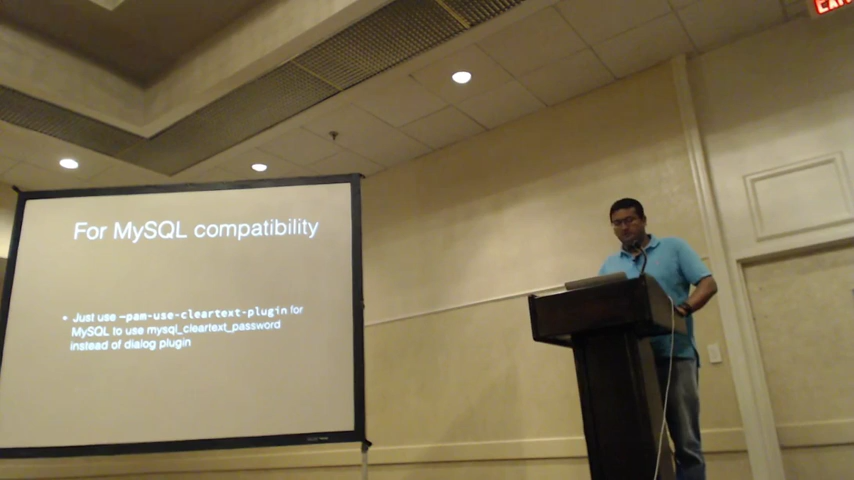 For MySQL compatibility
• Just use —pam-use-cleartext-plugin for
MySQL to use mysql_cleartext_password
instead of dialog plugin